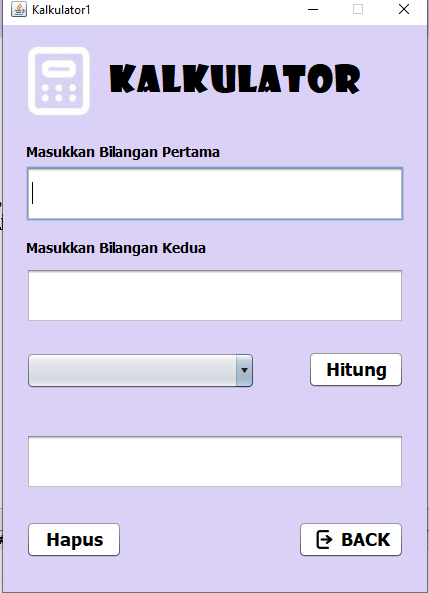 Kalkulator1
KALKULATOR
Masukkan Bilangan Pertama
Masukkan Bilangan Kedua
Hitung
Hapus
BACK